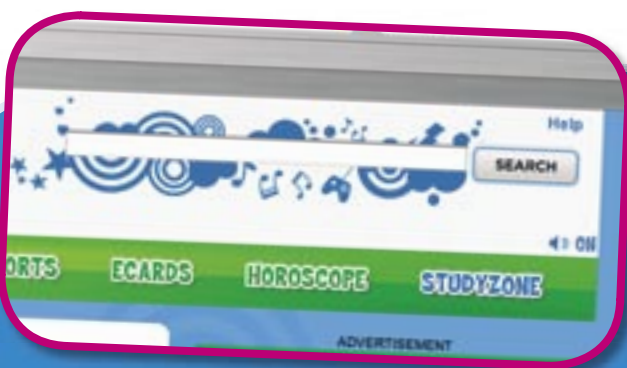 Help
SEARCH
ON
ORTS ECARDS HOROSCOPE STUDYZONE
ADVERTISEMENT